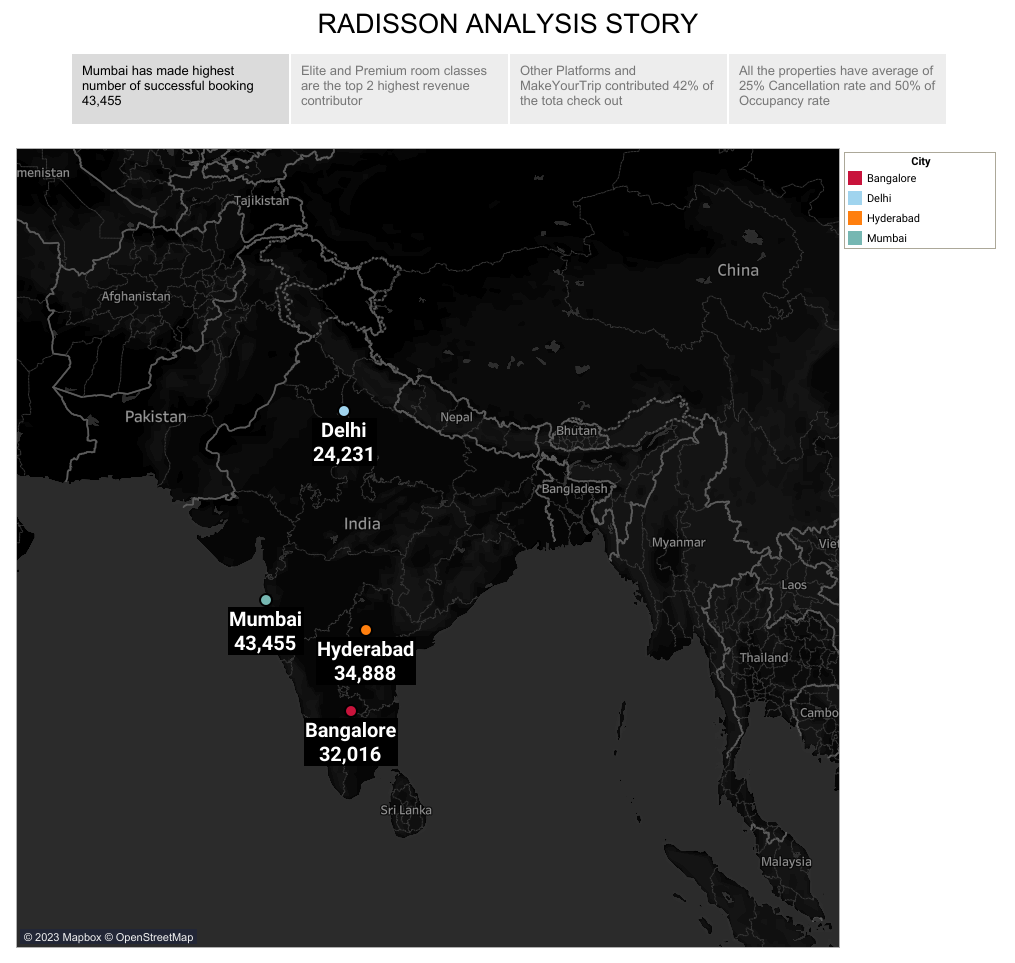 RADISSON ANALYSIS STORY
Mumbai has made highest
number of successful booking
43,455
Elite and Premium room classes
are the top 2 highest revenue
contributor
Other Platforms and
MakeYourTrip contributed 42% of
the tota check out
All the properties have average of
25% Cancellation rate and 50% of
Occupancy rate
City
Bangalore
Delhi
Hyderabad
Mumbai
menistan
Tajikistan
China
Afghanistan
Pakistan
Nepal
Bhutan
Delhi
24,231
Bangladesh
India
Myanmar
Viet
Laos
Mumbai
43,455
Hyderabad
34,888
Thailand
Cambo
Bangalore
32,016
Sri Lanka
Malaysia
© 2023 Mapbox © OpenStreetMap